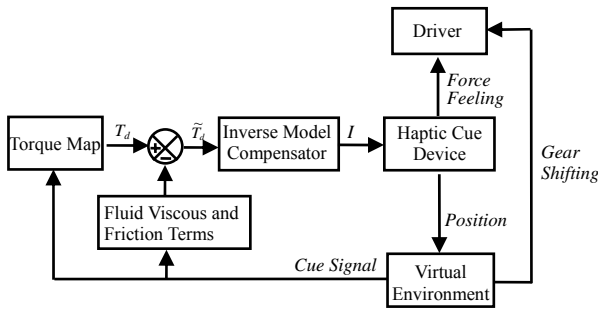 Driver
Force
Feeling
Torque Map
T_d
+
−
T̃_d
Inverse Model
Compensator
I
Haptic Cue
Device
Gear
Shifting
Fluid Viscous and
Friction Terms
Position
Cue Signal
Virtual
Environment